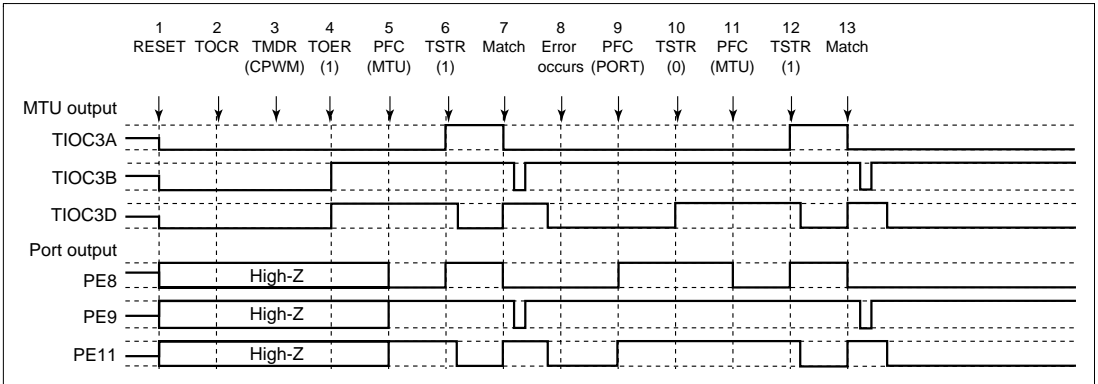 1 2 3 4 5 6 7 8 9 10 11 12 13
RESET TOCR TMDR TOER PFC TSTR Match Error PFC TSTR PFC TSTR Match
(CPWM) (1) (MTU) (1) occurs (PORT) (0) (MTU) (1)
MTU output
TIOC3A
TIOC3B
TIOC3D
Port output
PE8 High-Z
PE9 High-Z
PE11 High-Z